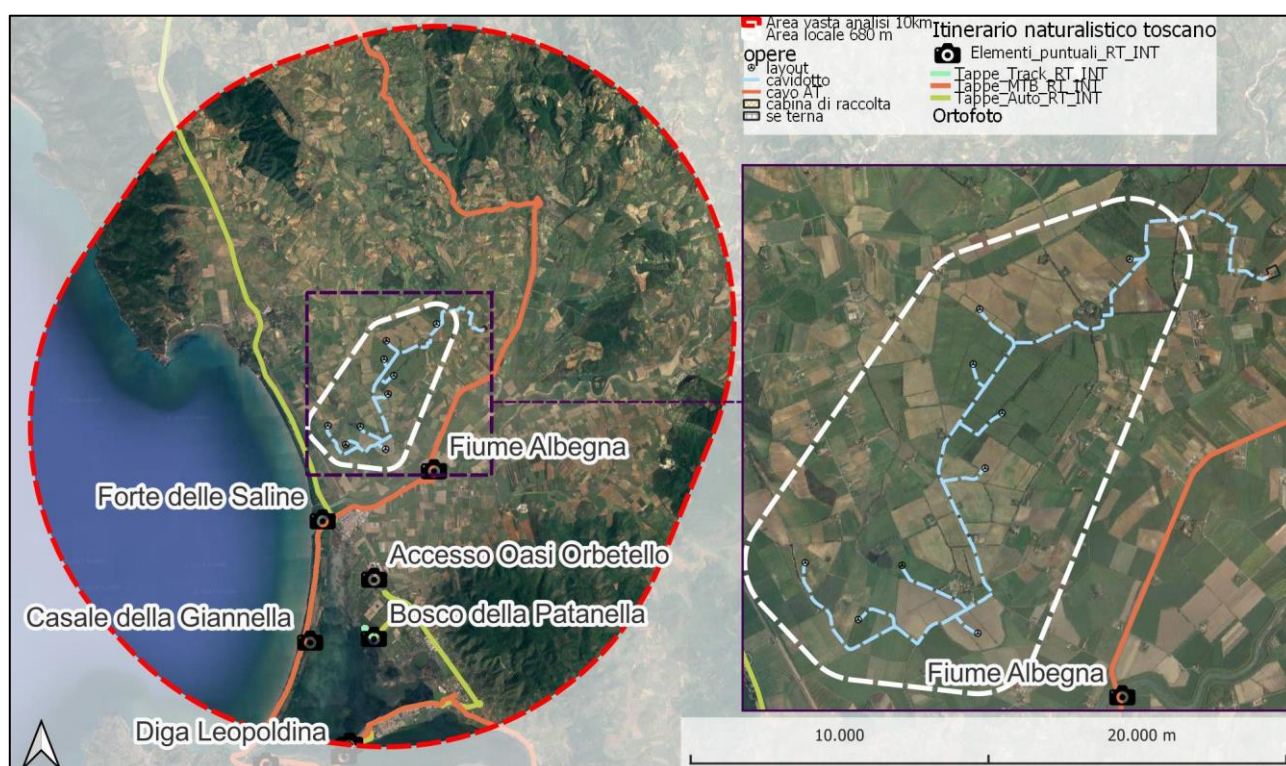 Area vasta analisi 10km
Area locale 680 m
opere
layout
cavidotto
cavo AT
cabina di raccolta
se terna
Itinerario naturalistico toscano
Elementi_puntuali_RT_INT
Tappe_Track_RT_INT
Tappe_MTB_RT_INT
Tappe_Auto_RT_INT
Ortofoto
Fiume Albegna
Forte delle Saline
Accesso Oasi Orbetello
Casale della Giannella
Bosco della Patanella
Diga Leopoldina
Fiume Albegna
10.000
20.000 m